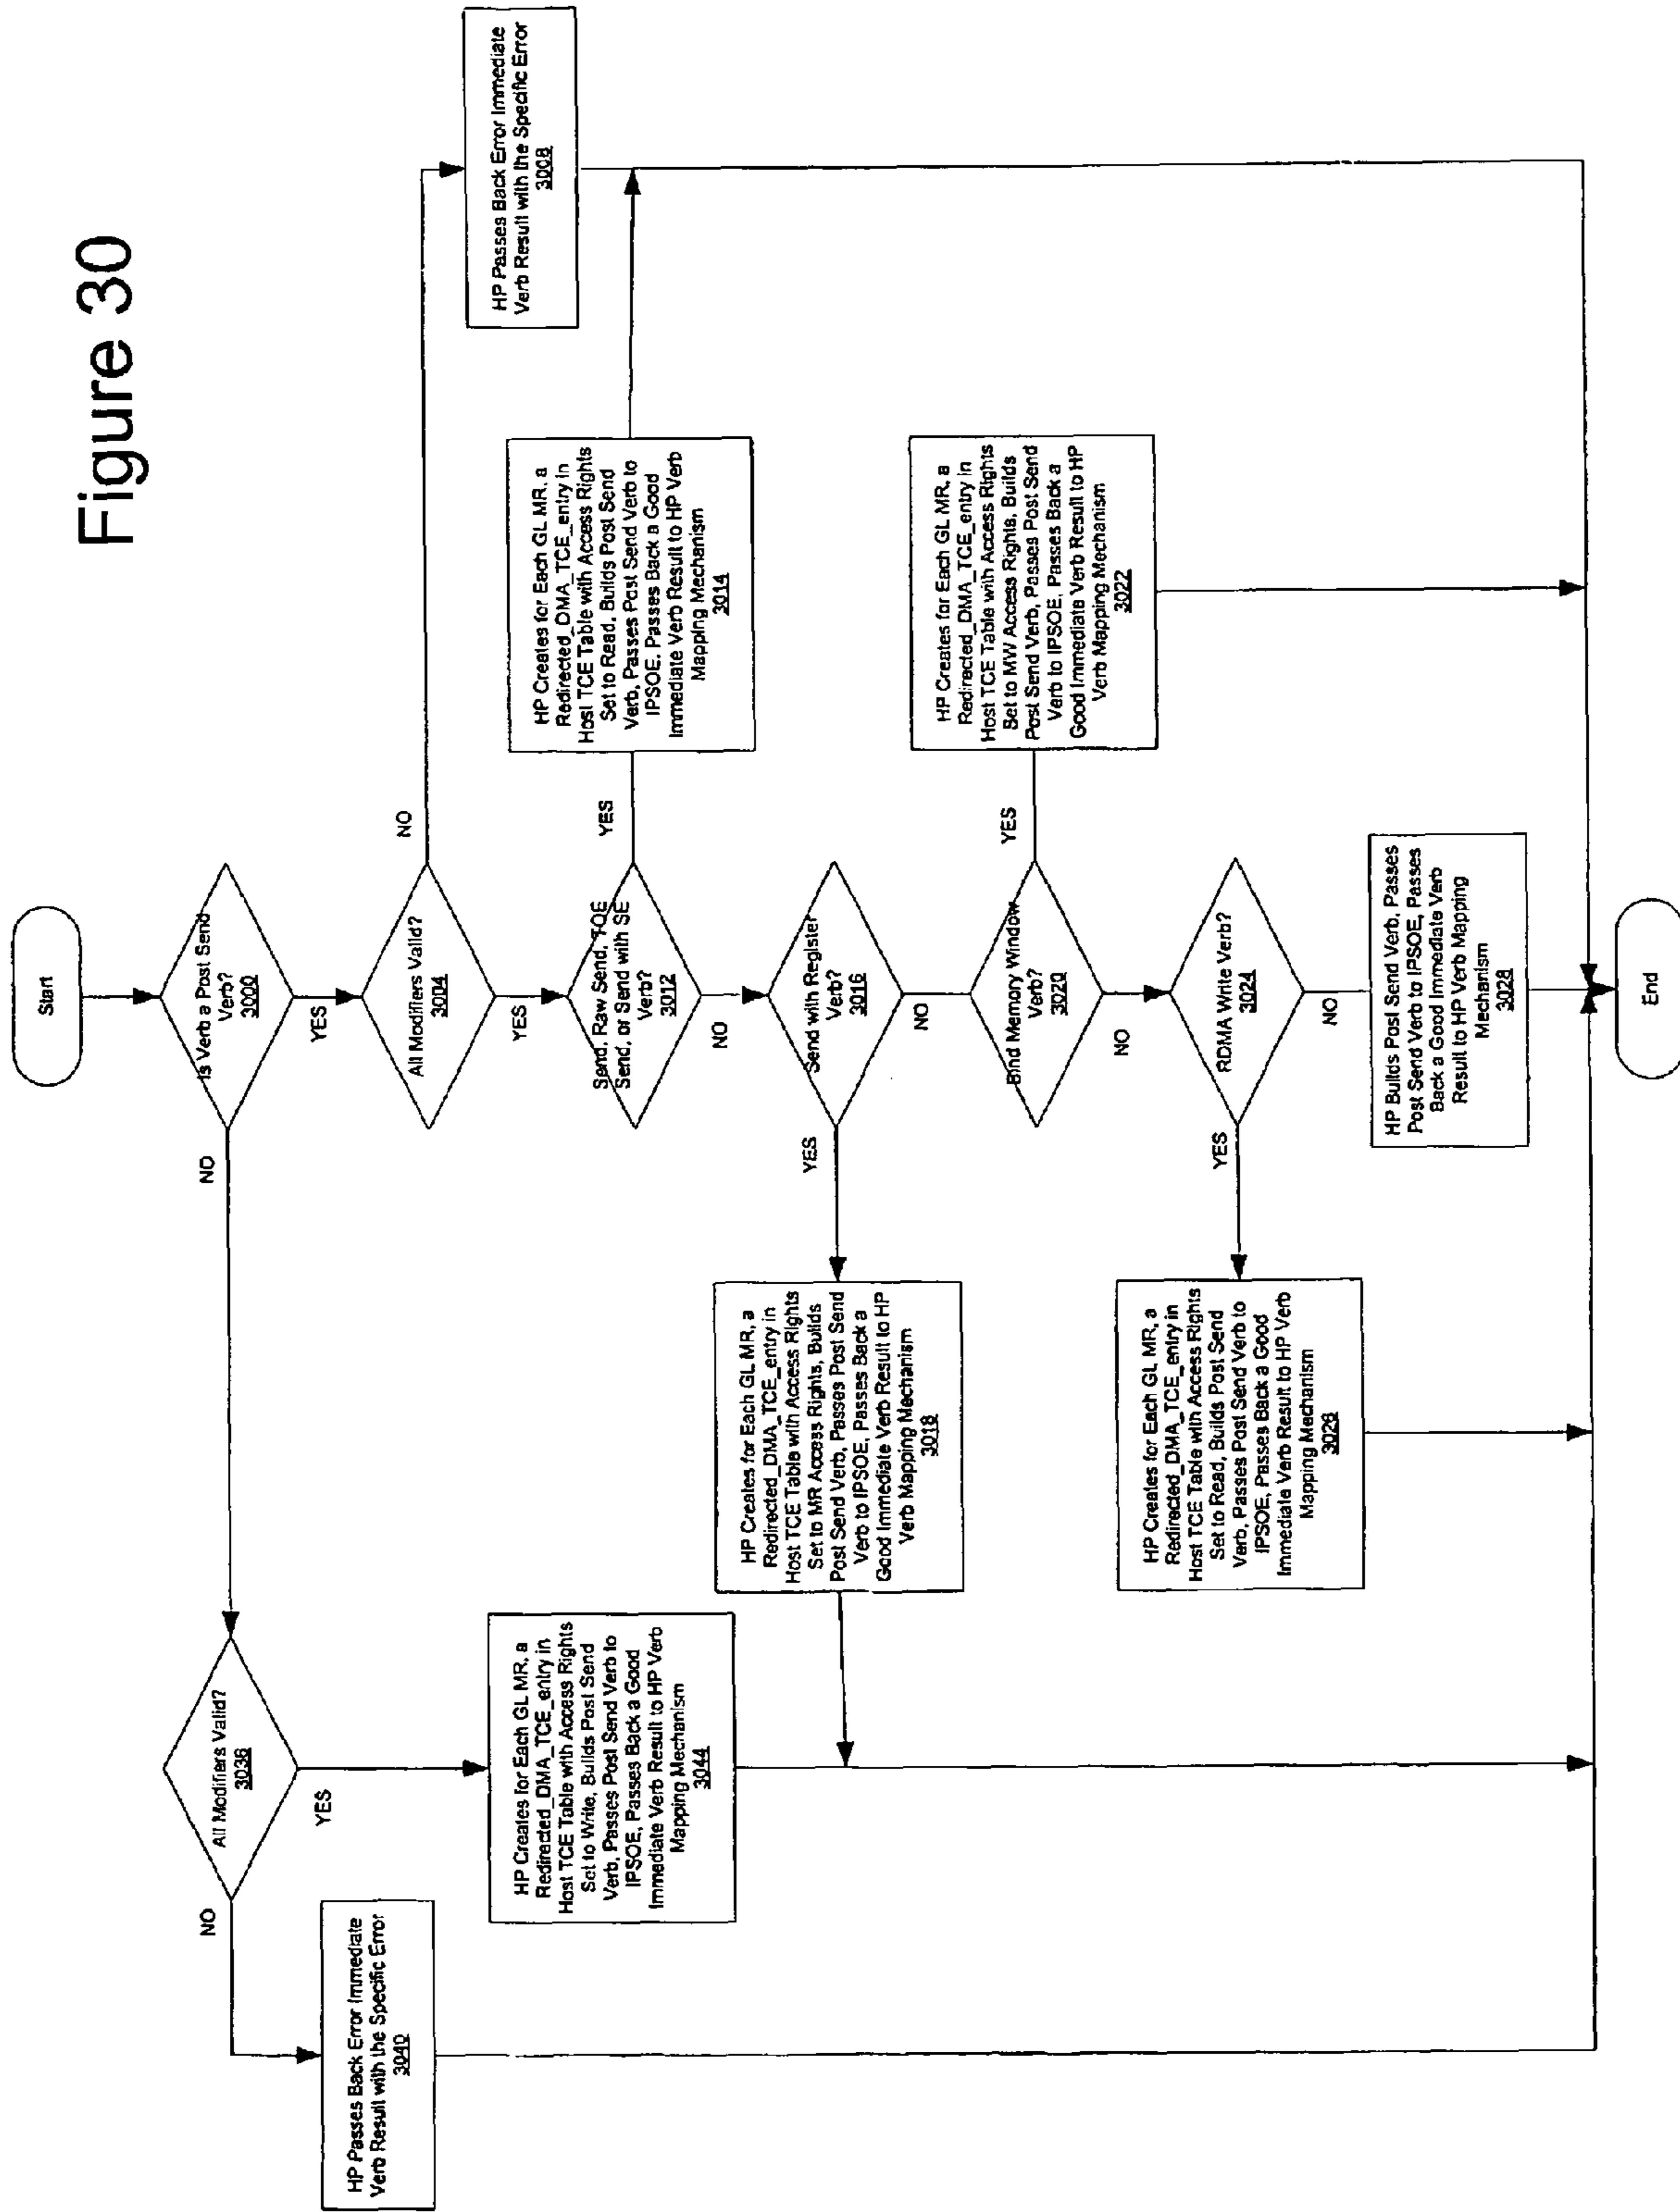 Figure 30
Start
Is Verb a Post Send
Verb?
3000
NO
YES
All Modifiers Valid?
3004
NO
YES
HP Passes Back Error Immediate
Verb Result with the Specific Error
3008
Send, Raw Send, TOE
Send, or Send with SE
Verb?
3012
YES
NO
HP Creates for Each GL MR, a
Redirected_DMA_TCE_entry in
Host TCE Table with Access Rights
Set to Read, Builds Post Send
Verb, Passes Post Send Verb to
IPSOE, Passes Back a Good
Immediate Verb Result to HP Verb
Mapping Mechanism
3014
Send with Register
Verb?
3016
YES
NO
HP Creates for Each GL MR, a
Redirected_DMA_TCE_entry in
Host TCE Table with Access Rights
Set to MR Access Rights, Builds
Post Send Verb, Passes Post Send
Verb to IPSOE, Passes Back a
Good Immediate Verb Result to HP
Verb Mapping Mechanism
3018
Bind Memory Window
Verb?
3020
YES
NO
HP Creates for Each GL MR, a
Redirected_DMA_TCE_entry in
Host TCE Table with Access Rights
Set to MW Access Rights, Builds
Post Send Verb, Passes Post Send
Verb to IPSOE, Passes Back a
Good Immediate Verb Result to HP
Verb Mapping Mechanism
3022
RDMA Write Verb?
3024
YES
NO
HP Creates for Each GL MR, a
Redirected_DMA_TCE_entry in
Host TCE Table with Access Rights
Set to Read, Builds Post Send
Verb, Passes Post Send Verb to
IPSOE, Passes Back a Good
Immediate Verb Result to HP Verb
Mapping Mechanism
3026
HP Builds Post Send Verb, Passes
Post Send Verb to IPSOE, Passes
Back a Good Immediate Verb
Result to HP Verb Mapping
Mechanism
3028
All Modifiers Valid?
3036
NO
YES
HP Passes Back Error Immediate
Verb Result with the Specific Error
3040
HP Creates for Each GL MR, a
Redirected_DMA_TCE_entry in
Host TCE Table with Access Rights
Set to Write, Builds Post Send
Verb, Passes Post Send Verb to
IPSOE, Passes Back a Good
Immediate Verb Result to HP Verb
Mapping Mechanism
3044
End